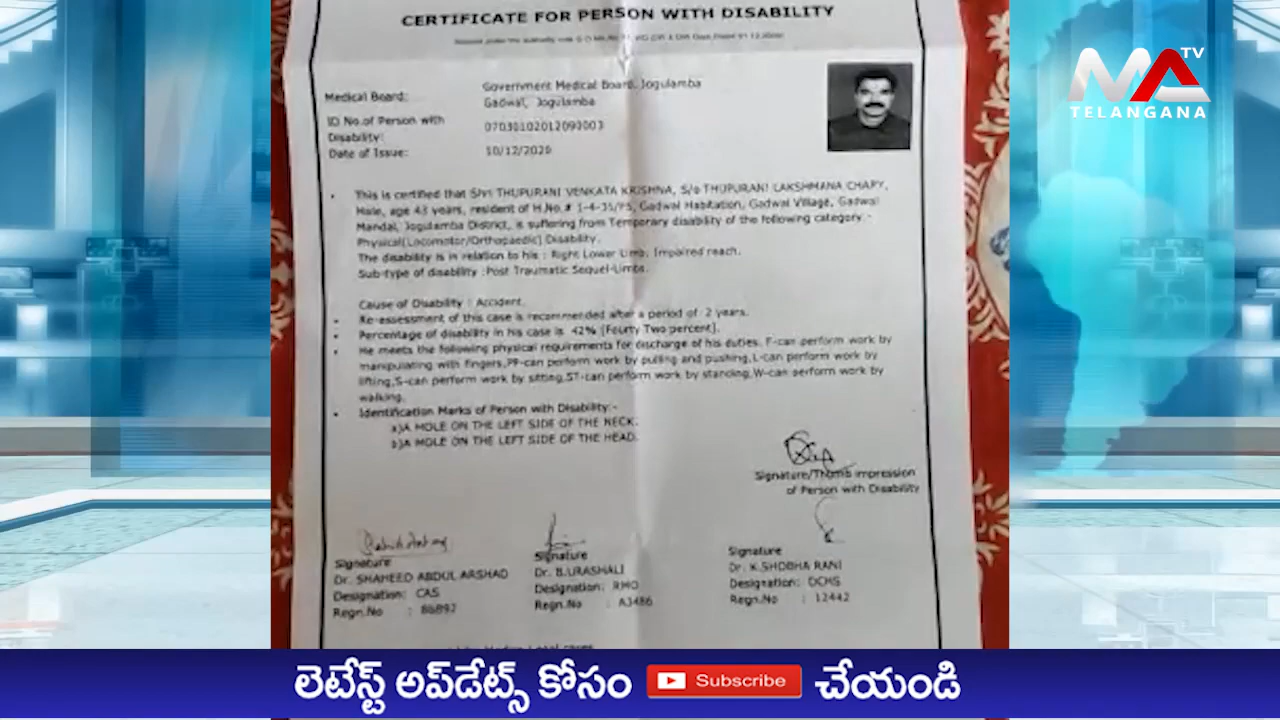 CERTIFICATE FOR PERSON WITH DISABILITY
MA TV
TELANGANA
Medical Board:
Government Medical Board, Jogulamba
Gadwal, Jogulamba
ID No.of Person with
Disability:
07030102012090003
Date of Issue:
10/12/2020
This is certified that Shri THUPURANI VENKATA KRISHNA, S/o THUPURANI LAKSHMANA CHARY,
Male, age 43 years, resident of H.No.# 1-4-35/ Gadwal Habitation, Gadwal Village, Gadwal
Mandal, Jogulamba District, is suffering from Temporary disability of the following category:-
Physical(Locomotor/Orthopaedic) Disability.
The disability is in relation to his : Right Lower Limb, Impaired reach.
Sub-type of disability :Post Traumatic Sequel-Limbs.
Cause of Disability : Accident.
Re-assessment of this case is recommended after a period of 2 years.
Percentage of disability in his case is 42% [Fourty Two percent].
He meets the following physical requirements for discharge of his duties. F-can perform work by
manipulating with fingers,PP-can perform work by pulling and pushing,L-can perform work by
lifting,S-can perform work by sitting,ST-can perform work by standing,W-can perform work by
walking.
Identification Marks of Person with Disability:-
a)A MOLE ON THE LEFT SIDE OF THE NECK.
b)A MOLE ON THE LEFT SIDE OF THE HEAD.
Signature/Thumb impression
of Person with Disability
Signature
Dr. SHAHEED ABDUL ARSHAD
Designation: CAS
Regn.No : 86892
Signature
Dr. B.URASHALI
Designation: RMO
Regn.No : A3486
Signature
Dr. K.SHOBHA RANI
Designation: DCHS
Regn.No : 12442
లెటేస్ట్ అప్‌డేట్స్ కోసం Subscribe చేయండి